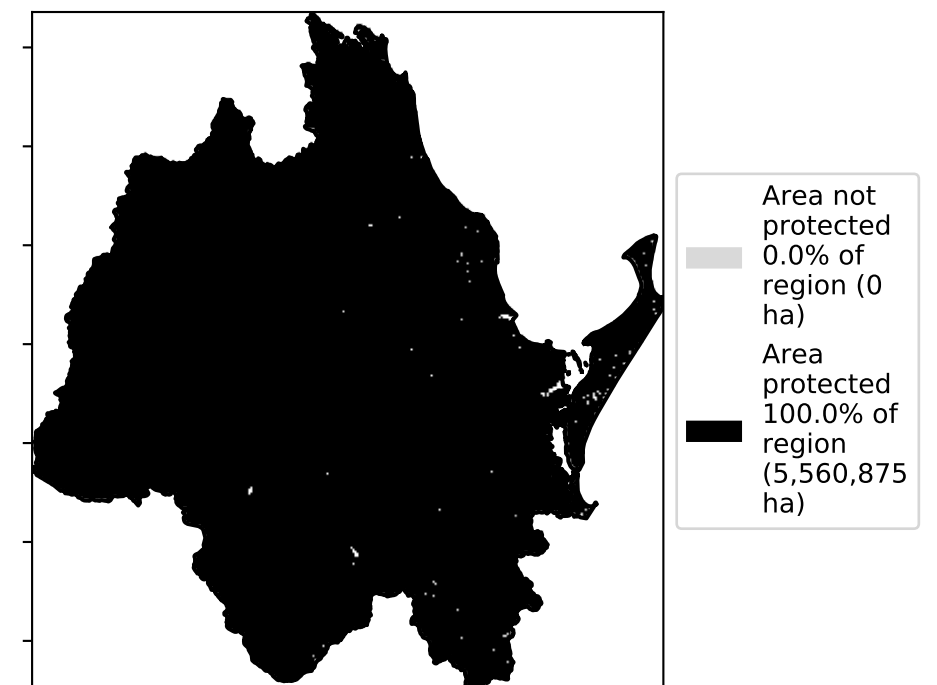 Area not
protected
0.0% of
region (0
ha)
Area
protected
100.0% of
region
(5,560,875
ha)